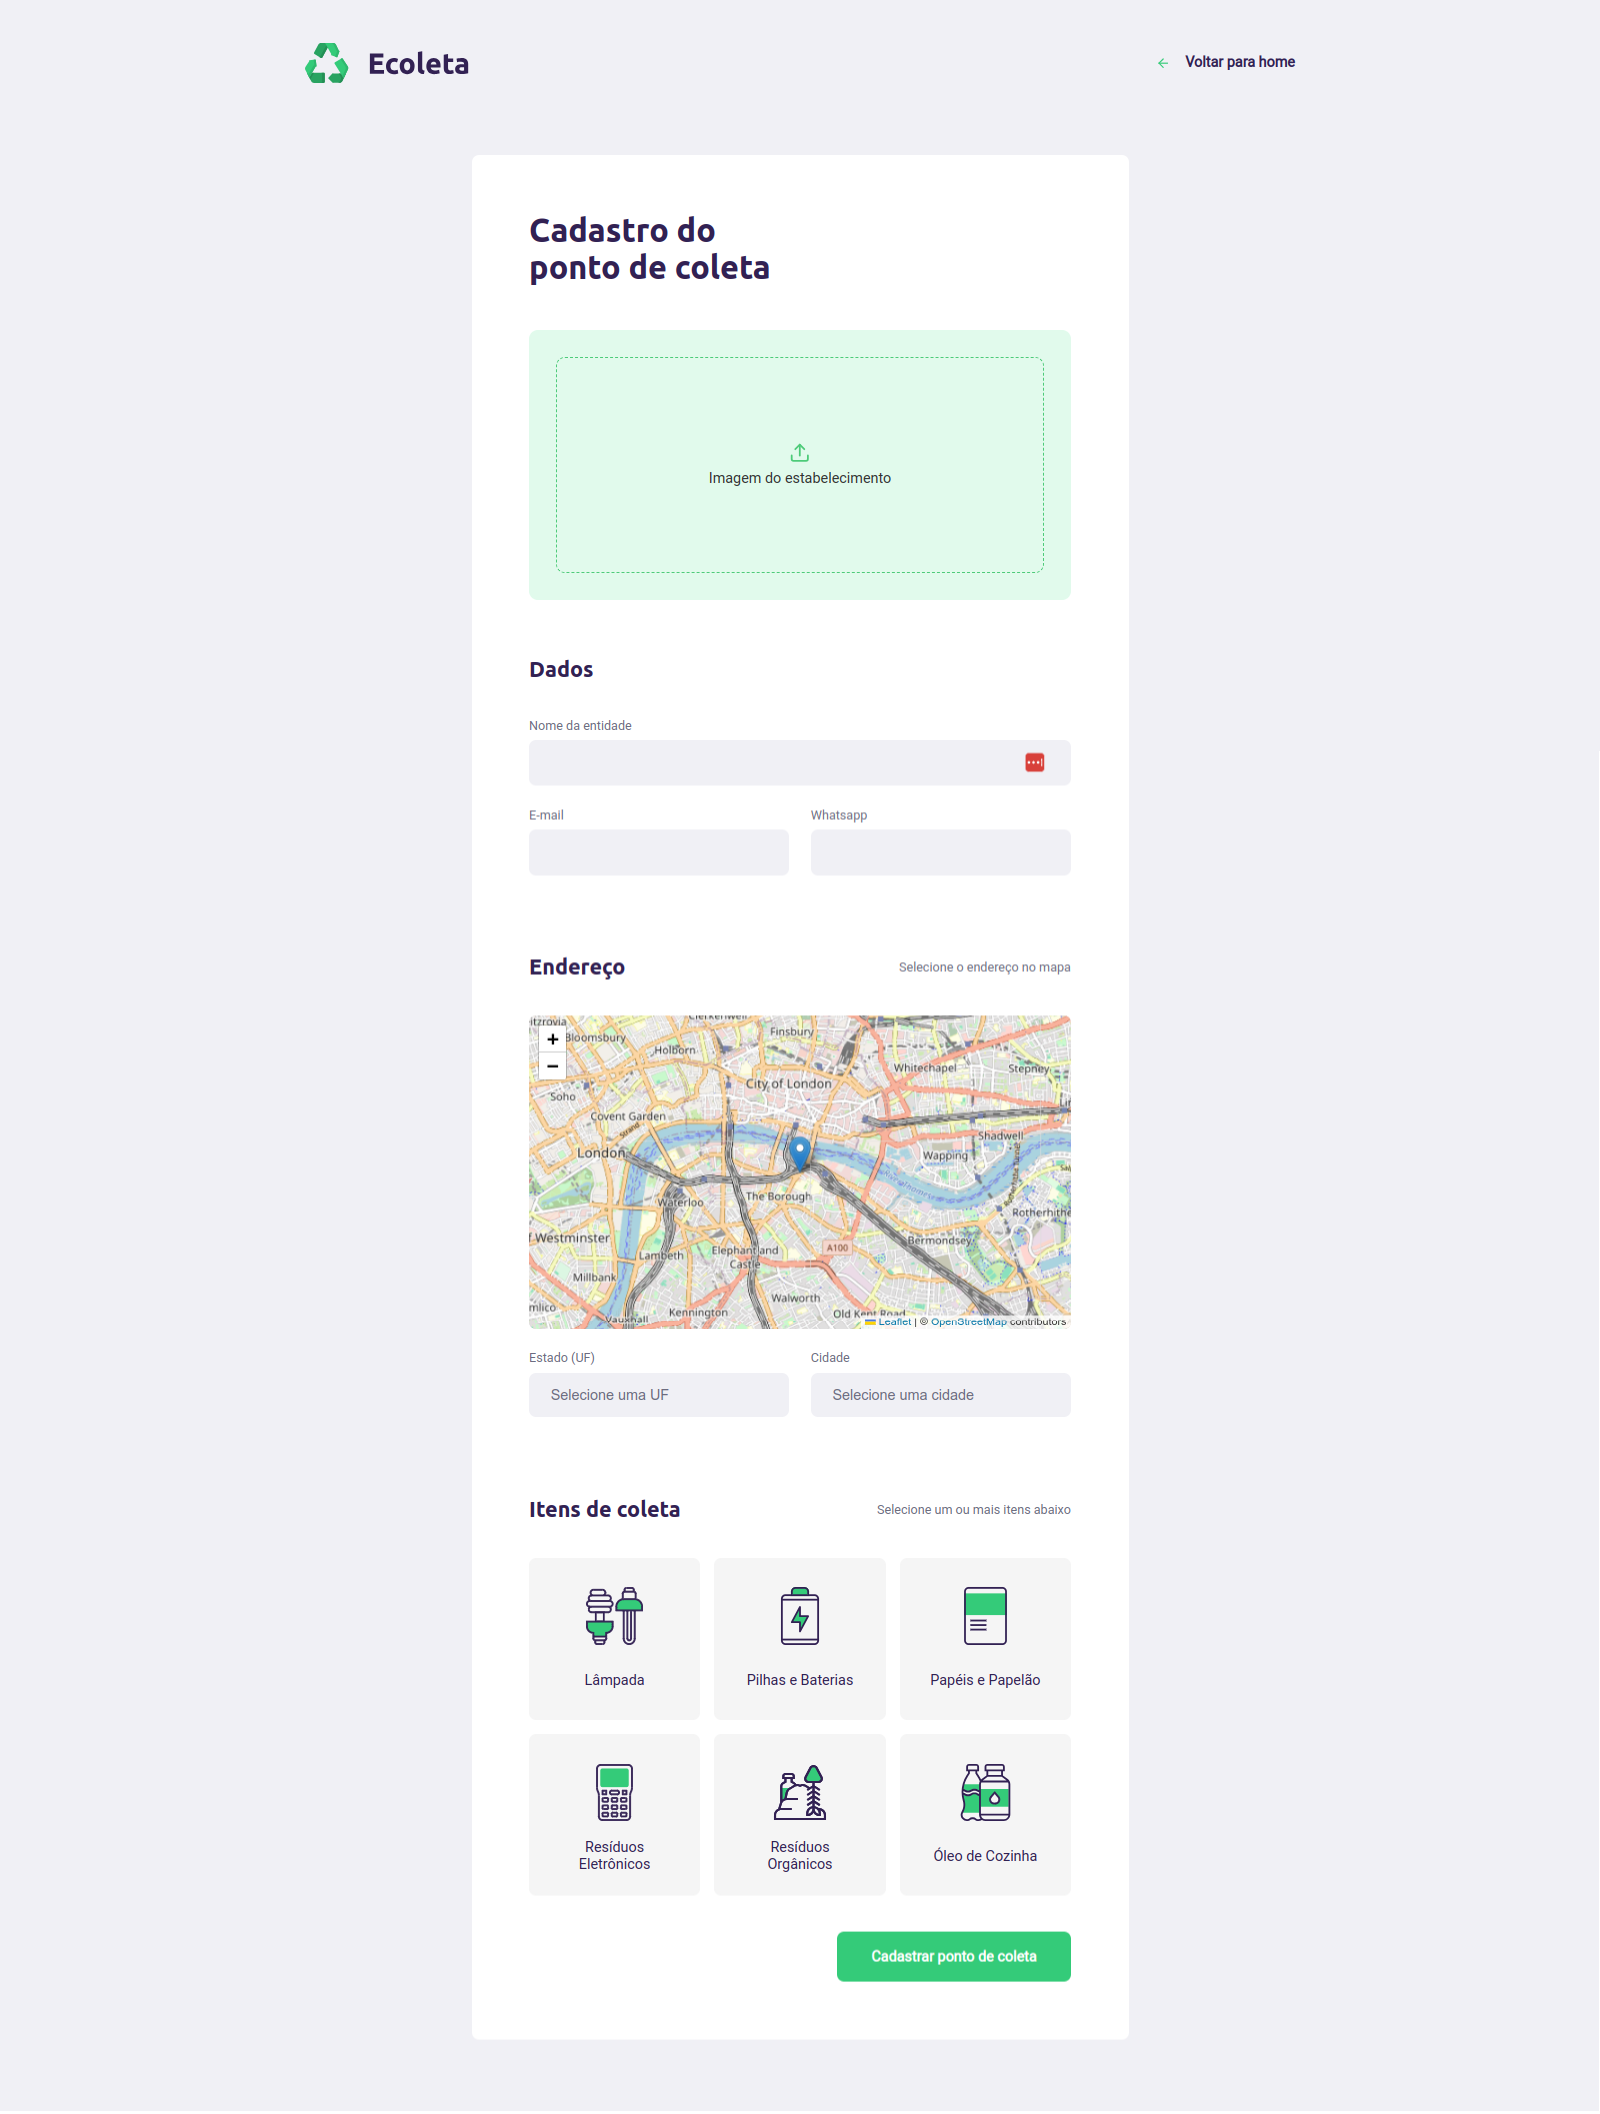 Ecoleta
Voltar para home
Cadastro do
ponto de coleta
Imagem do estabelecimento
Dados
Nome da entidade
E-mail
Whatsapp
Endereço
Selecione o endereço no mapa
Clerkenwell
itzrovia
Finsbury
+
Bloomsbury
Holborn
−
Whitechapel
Stepney
City of London
Soho
Covent Garden
Strand
Shadwell
London
Wapping
The Borough
Waterloo
Rotherhithe
f Westminster
Bermondsey
Lambeth
Elephant and
Castle
A100
Millbank
Walworth
mlico
Kennington
Old Kent Road
Vauxhall
Leaflet | © OpenStreetMap contributors
Estado (UF)
Cidade
Selecione uma UF
Selecione uma cidade
Itens de coleta
Selecione um ou mais itens abaixo
Lâmpada
Pilhas e Baterias
Papéis e Papelão
Resíduos
Eletrônicos
Resíduos
Orgânicos
Óleo de Cozinha
Cadastrar ponto de coleta